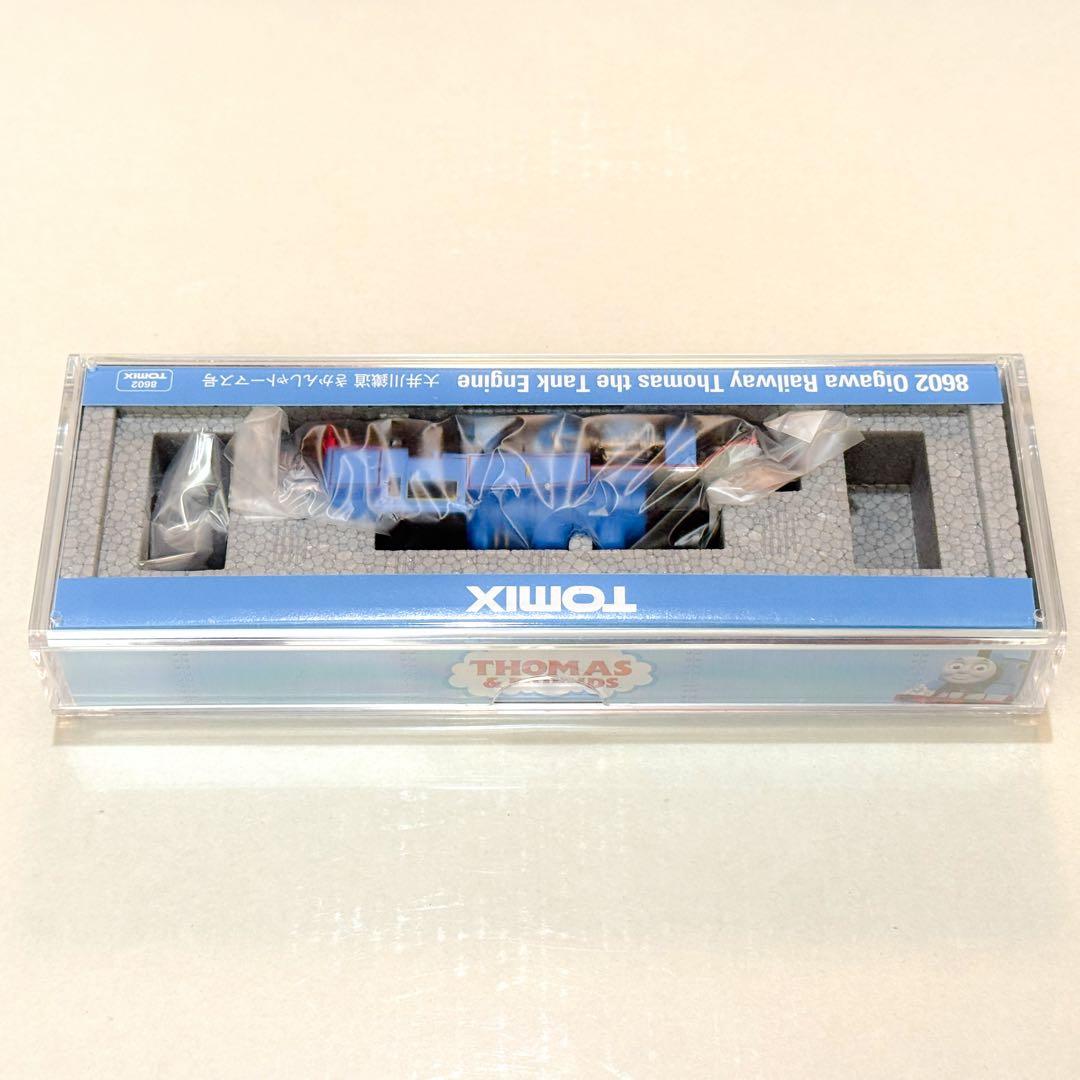 8602 Oigawa Railway Thomas the Tank Engine 大井川鐵道 きかんしゃトーマス号
8602
TOMIX
TOMIX
THOMAS
& FRIENDS